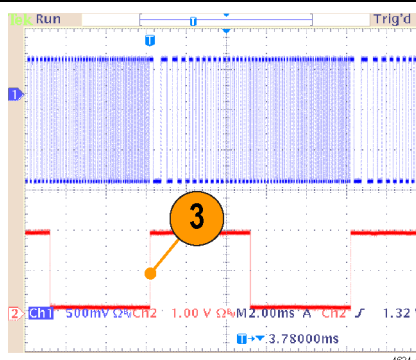 Run Trig'd
T
T
1
3
2 Ch1 500mV Ω Ch2 1.00 V Ω M 2.00ms A Ch2 ʃ 1.32 V
T→▼ 3.78000ms